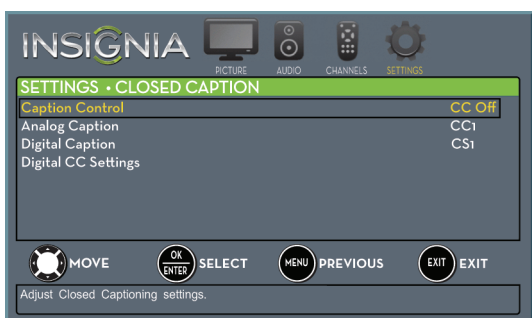 INSIGNIA
PICTURE AUDIO CHANNELS SETTINGS
SETTINGS • CLOSED CAPTION
Caption Control CC Off
Analog Caption CC1
Digital Caption CS1
Digital CC Settings
MOVE OK ENTER SELECT MENU PREVIOUS EXIT EXIT
Adjust Closed Captioning settings.